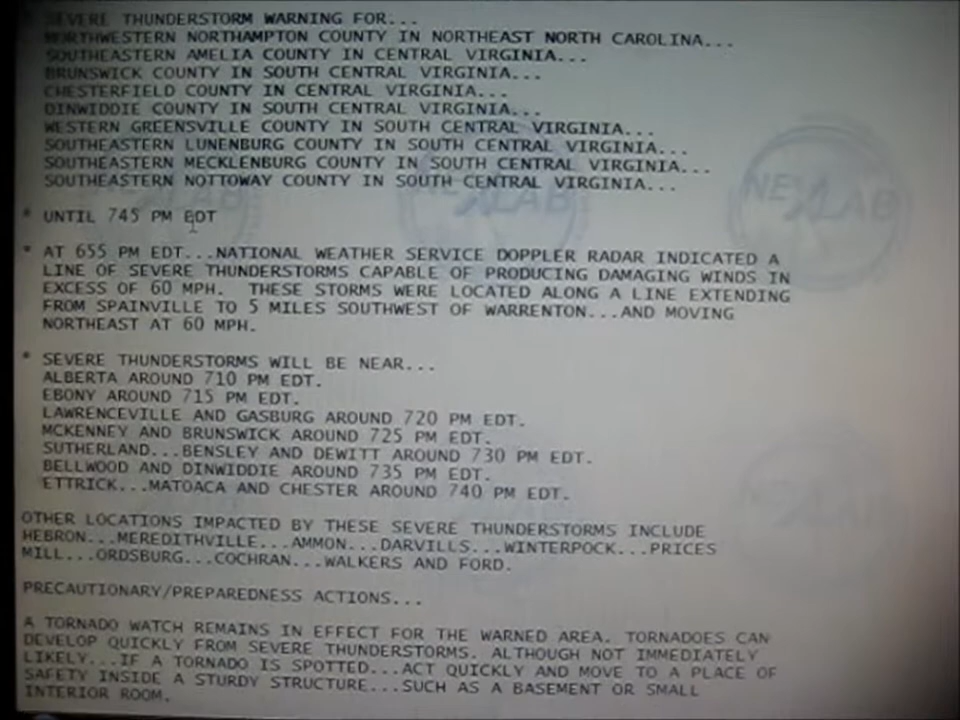 SEVERE THUNDERSTORM WARNING FOR...
NORTHWESTERN NORTHAMPTON COUNTY IN NORTHEAST NORTH CAROLINA...
SOUTHEASTERN AMELIA COUNTY IN CENTRAL VIRGINIA...
BRUNSWICK COUNTY IN SOUTH CENTRAL VIRGINIA...
CHESTERFIELD COUNTY IN CENTRAL VIRGINIA...
DINWIDDIE COUNTY IN SOUTH CENTRAL VIRGINIA...
WESTERN GREENSVILLE COUNTY IN SOUTH CENTRAL VIRGINIA...
SOUTHEASTERN LUNENBURG COUNTY IN SOUTH CENTRAL VIRGINIA...
SOUTHEASTERN MECKLENBURG COUNTY IN SOUTH CENTRAL VIRGINIA...
SOUTHEASTERN NOTTOWAY COUNTY IN SOUTH CENTRAL VIRGINIA...
* UNTIL 745 PM EDT
* AT 655 PM EDT...NATIONAL WEATHER SERVICE DOPPLER RADAR INDICATED A
LINE OF SEVERE THUNDERSTORMS CAPABLE OF PRODUCING DAMAGING WINDS IN
EXCESS OF 60 MPH. THESE STORMS WERE LOCATED ALONG A LINE EXTENDING
FROM SPAINVILLE TO 5 MILES SOUTHWEST OF WARRENTON...AND MOVING
NORTHEAST AT 60 MPH.
* SEVERE THUNDERSTORMS WILL BE NEAR...
ALBERTA AROUND 710 PM EDT.
EBONY AROUND 715 PM EDT.
LAWRENCEVILLE AND GASBURG AROUND 720 PM EDT.
MCKENNEY AND BRUNSWICK AROUND 725 PM EDT.
SUTHERLAND...BENSLEY AND DEWITT AROUND 730 PM EDT.
BELLWOOD AND DINWIDDIE AROUND 735 PM EDT.
ETTRICK...MATOACA AND CHESTER AROUND 740 PM EDT.
OTHER LOCATIONS IMPACTED BY THESE SEVERE THUNDERSTORMS INCLUDE
HEBRON...MEREDITHVILLE...AMMON...DARVILLS...WINTERPOCK...PRICES
MILL...ORDSBURG...COCHRAN...WALKERS AND FORD.
PRECAUTIONARY/PREPAREDNESS ACTIONS...
A TORNADO WATCH REMAINS IN EFFECT FOR THE WARNED AREA. TORNADOES CAN
DEVELOP QUICKLY FROM SEVERE THUNDERSTORMS. ALTHOUGH NOT IMMEDIATELY
LIKELY...IF A TORNADO IS SPOTTED...ACT QUICKLY AND MOVE TO A PLACE OF
SAFETY INSIDE A STURDY STRUCTURE...SUCH AS A BASEMENT OR SMALL
INTERIOR ROOM.